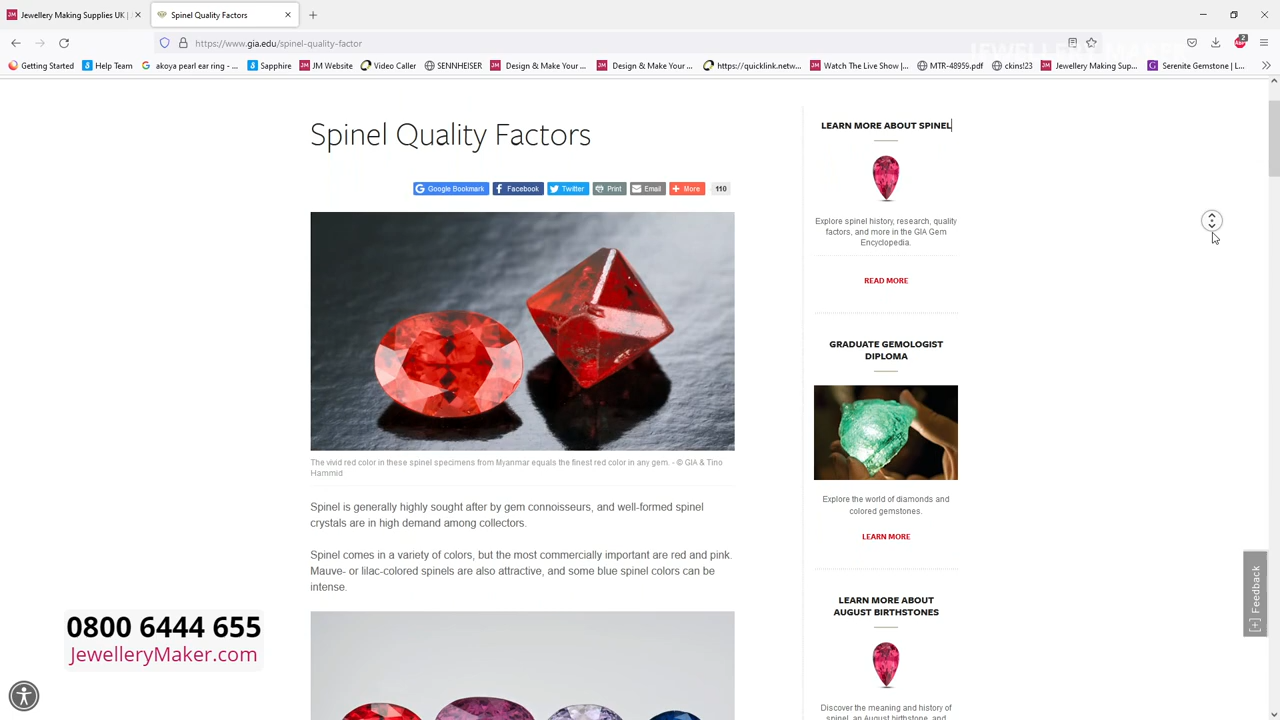 Jewellery Making Supplies UK |
Spinel Quality Factors
https://www.gia.edu/spinel-quality-factor
JEWELLERY MAKER
2
Getting Started
Help Team
akoya pearl ear ring - ...
Sapphire
JM Website
Video Caller
SENNHEISER
Design & Make Your ...
Design & Make Your ...
https://quicklink.netw...
Watch The Live Show |...
MTR-48959.pdf
ckins!23
Jewellery Making Sup...
Serenite Gemstone | L...
Spinel Quality Factors
Google Bookmark
Facebook
Twitter
Print
Email
More
110
The vivid red color in these spinel specimens from Myanmar equals the finest red color in any gem. - © GIA & Tino
Hammid
Spinel is generally highly sought after by gem connoisseurs, and well-formed spinel
crystals are in high demand among collectors.
Spinel comes in a variety of colors, but the most commercially important are red and pink.
Mauve- or lilac-colored spinels are also attractive, and some blue spinel colors can be
intense.
LEARN MORE ABOUT SPINEL
Explore spinel history, research, quality
factors, and more in the GIA Gem
Encyclopedia.
READ MORE
GRADUATE GEMOLOGIST
DIPLOMA
Explore the world of diamonds and
colored gemstones.
LEARN MORE
LEARN MORE ABOUT
AUGUST BIRTHSTONES
Discover the meaning and history of
spinel, an August birthstone, and
[+] Feedback
0800 6444 655
JewelleryMaker.com